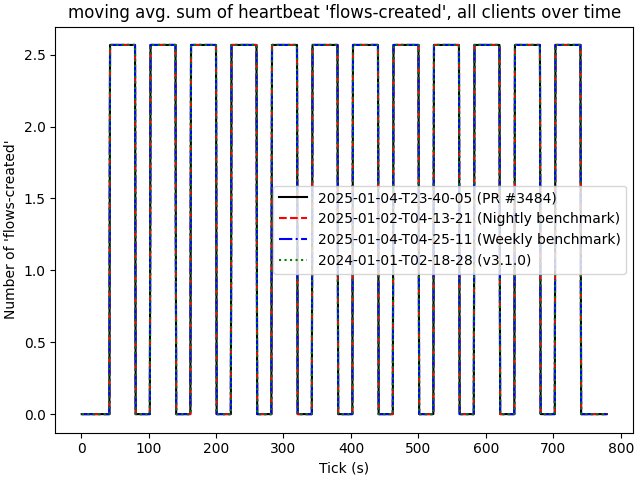 moving avg. sum of heartbeat 'flows-created', all clients over time
Number of 'flows-created'
2.5
2.0
1.5
1.0
0.5
0.0
2025-01-04-T23-40-05 (PR #3484)
2025-01-02-T04-13-21 (Nightly benchmark)
2025-01-04-T04-25-11 (Weekly benchmark)
2024-01-01-T02-18-28 (v3.1.0)
0 100 200 300 400 500 600 700 800
Tick (s)